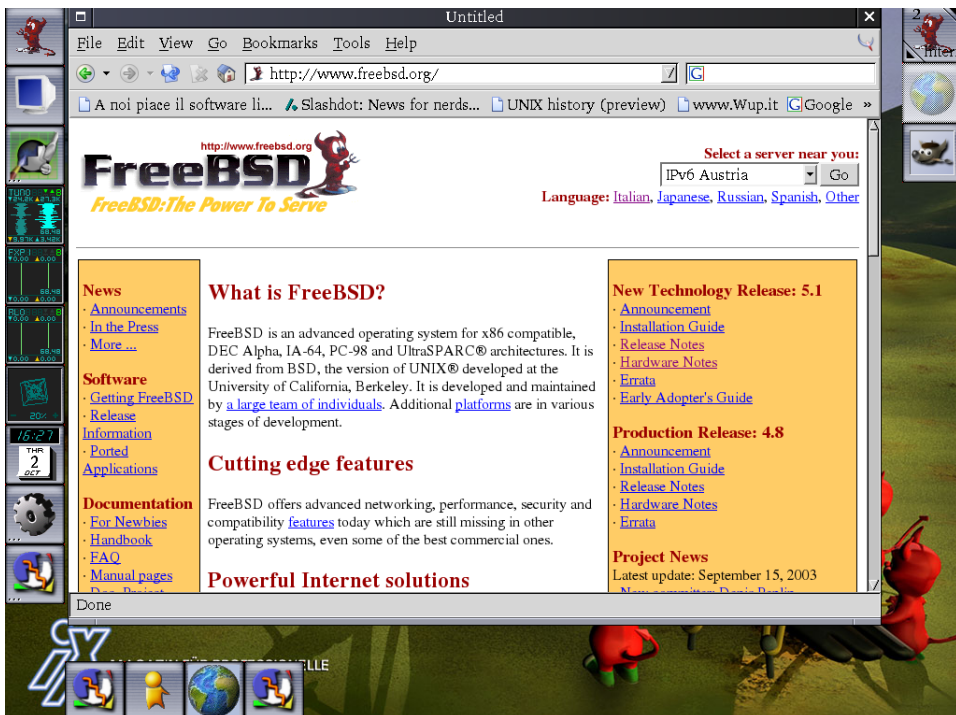 Untitled
File Edit View Go Bookmarks Tools Help
http://www.freebsd.org/
G
A noi piace il software li... Slashdot: News for nerds... UNIX history (preview) www.Wup.it Google »
http://www.freebsd.org
FreeBSD
FreeBSD:The Power To Serve
Select a server near you:
IPv6 Austria Go
Language: Italian, Japanese, Russian, Spanish, Other
News
· Announcements
· In the Press
· More ...
Software
· Getting FreeBSD
· Release
Information
· Ported
Applications
Documentation
· For Newbies
· Handbook
· FAQ
· Manual pages
· Doc. Project
What is FreeBSD?
FreeBSD is an advanced operating system for x86 compatible,
DEC Alpha, IA-64, PC-98 and UltraSPARC® architectures. It is
derived from BSD, the version of UNIX® developed at the
University of California, Berkeley. It is developed and maintained
by a large team of individuals. Additional platforms are in various
stages of development.
Cutting edge features
FreeBSD offers advanced networking, performance, security and
compatibility features today which are still missing in other
operating systems, even some of the best commercial ones.
Powerful Internet solutions
New Technology Release: 5.1
· Announcement
· Installation Guide
· Release Notes
· Hardware Notes
· Errata
· Early Adopter's Guide
Production Release: 4.8
· Announcement
· Installation Guide
· Release Notes
· Hardware Notes
· Errata
Project News
Latest update: September 15, 2003
· New committer: Denis Peplin
Done
2
Inter
20%
16:27
THR
2
OCT
iX